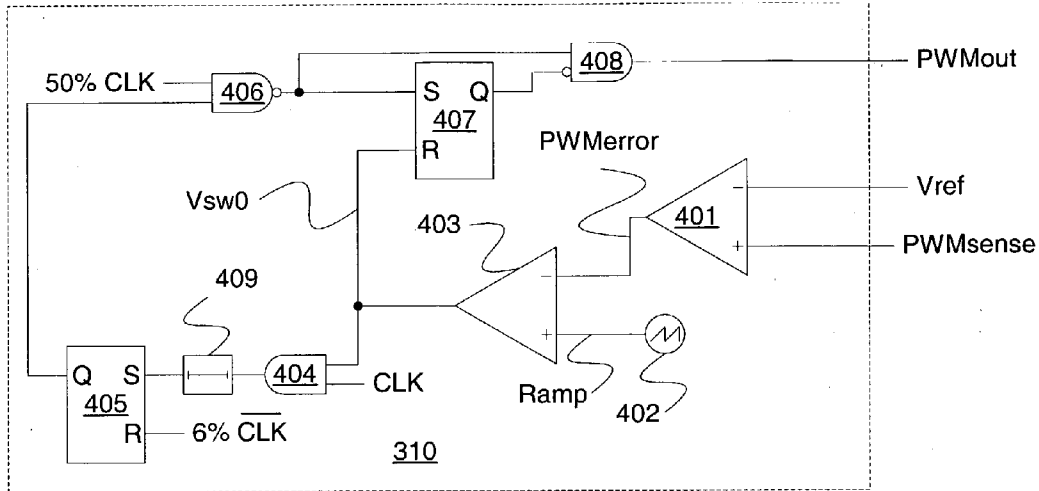 408
PWMout
50% CLK
406
S
Q
407
R
PWMerror
Vsw0
401
−
Vref
+
PWMsense
403
409
−
+
Q
S
405
R
404
CLK
Ramp
402
6% C̅L̅K̅
310